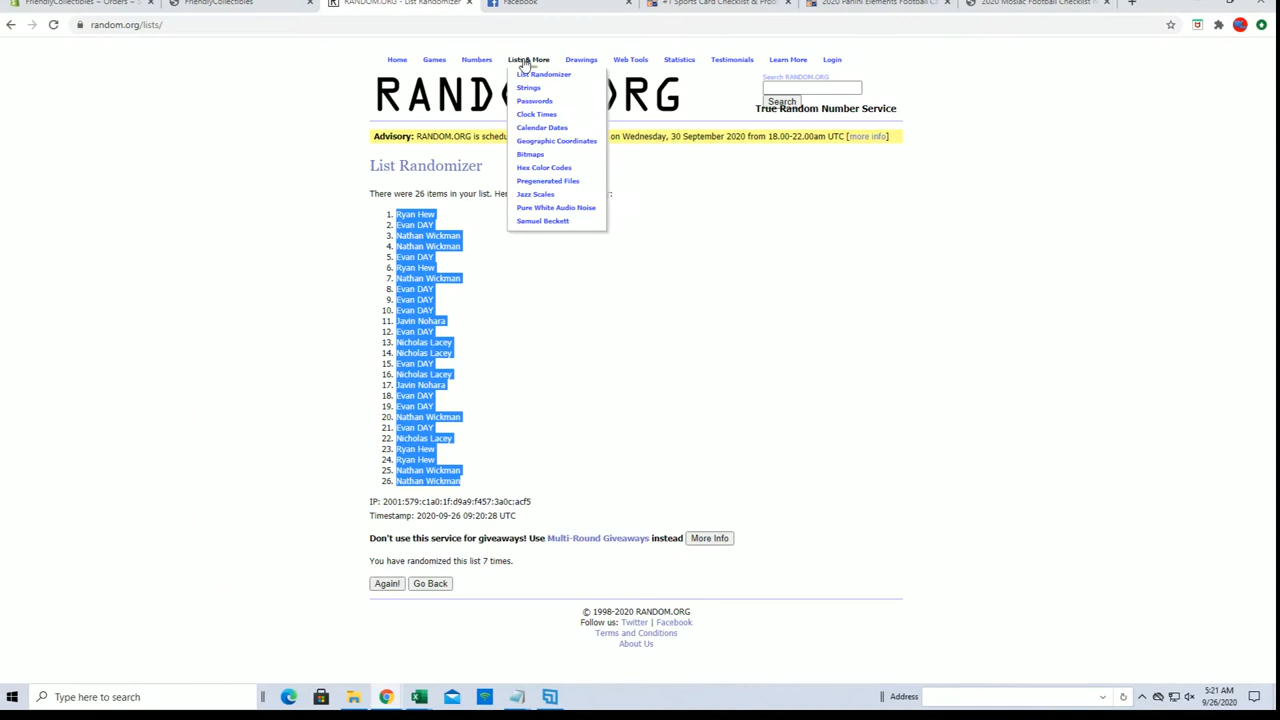 FriendlyCollectibles – Orders – S
FriendlyCollectibles
RANDOM.ORG - List Randomizer
Facebook
#1 Sports Card Checklist & Prod
2020 Panini Elements Football C
2020 Mosiac Football Checklist
random.org/lists/
Home Games Numbers Lists & More Drawings Web Tools Statistics Testimonials Learn More Login
Search RANDOM.ORG
Search
True Random Number Service
List Randomizer
Strings
Passwords
Clock Times
Calendar Dates
Geographic Coordinates
Bitmaps
Hex Color Codes
Pregenerated Files
Jazz Scales
Pure White Audio Noise
Samuel Beckett
Advisory: RANDOM.ORG is sched on Wednesday, 30 September 2020 from 18.00-22.00am UTC [more info]
List Randomizer
There were 26 items in your list. Her
1. Ryan Hew
2. Evan DAY
3. Nathan Wickman
4. Nathan Wickman
5. Evan DAY
6. Ryan Hew
7. Nathan Wickman
8. Evan DAY
9. Evan DAY
10. Evan DAY
11. Javin Nohara
12. Evan DAY
13. Nicholas Lacey
14. Nicholas Lacey
15. Evan DAY
16. Nicholas Lacey
17. Javin Nohara
18. Evan DAY
19. Evan DAY
20. Nathan Wickman
21. Evan DAY
22. Nicholas Lacey
23. Ryan Hew
24. Ryan Hew
25. Nathan Wickman
26. Nathan Wickman
IP: 2001:579:c1a0:1f:d9a9:f457:3a0c:acf5
Timestamp: 2020-09-26 09:20:28 UTC
Don't use this service for giveaways! Use Multi-Round Giveaways instead More Info
You have randomized this list 7 times.
Again! Go Back
© 1998-2020 RANDOM.ORG
Follow us: Twitter | Facebook
Terms and Conditions
About Us
Type here to search
Address
5:21 AM
9/26/2020